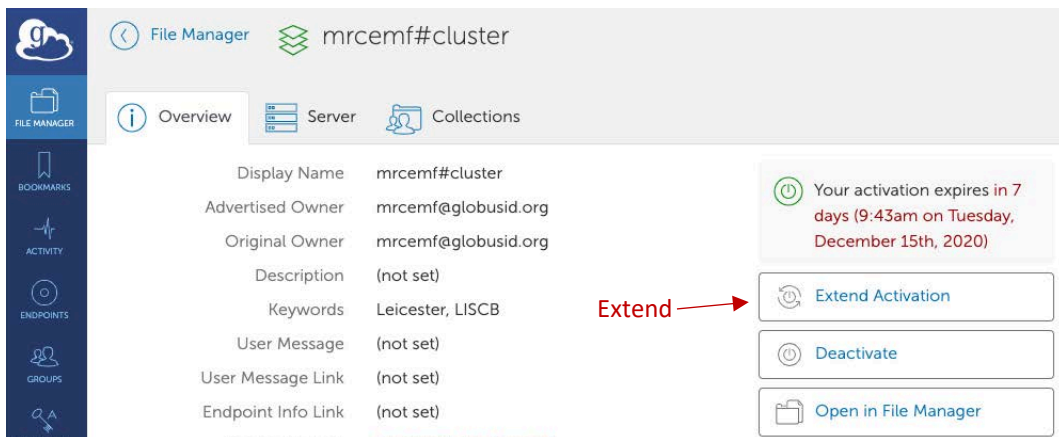 g
File Manager
mrcemf#cluster
FILE MANAGER
Overview
Server
Collections
BOOKMARKS
Display Name mrcemf#cluster
Advertised Owner mrcemf@globusid.org
Original Owner mrcemf@globusid.org
Description (not set)
Keywords Leicester, LISCB
User Message (not set)
User Message Link (not set)
Endpoint Info Link (not set)
ACTIVITY
ENDPOINTS
GROUPS
Your activation expires in 7
days (9:43am on Tuesday,
December 15th, 2020)
Extend
Extend Activation
Deactivate
Open in File Manager